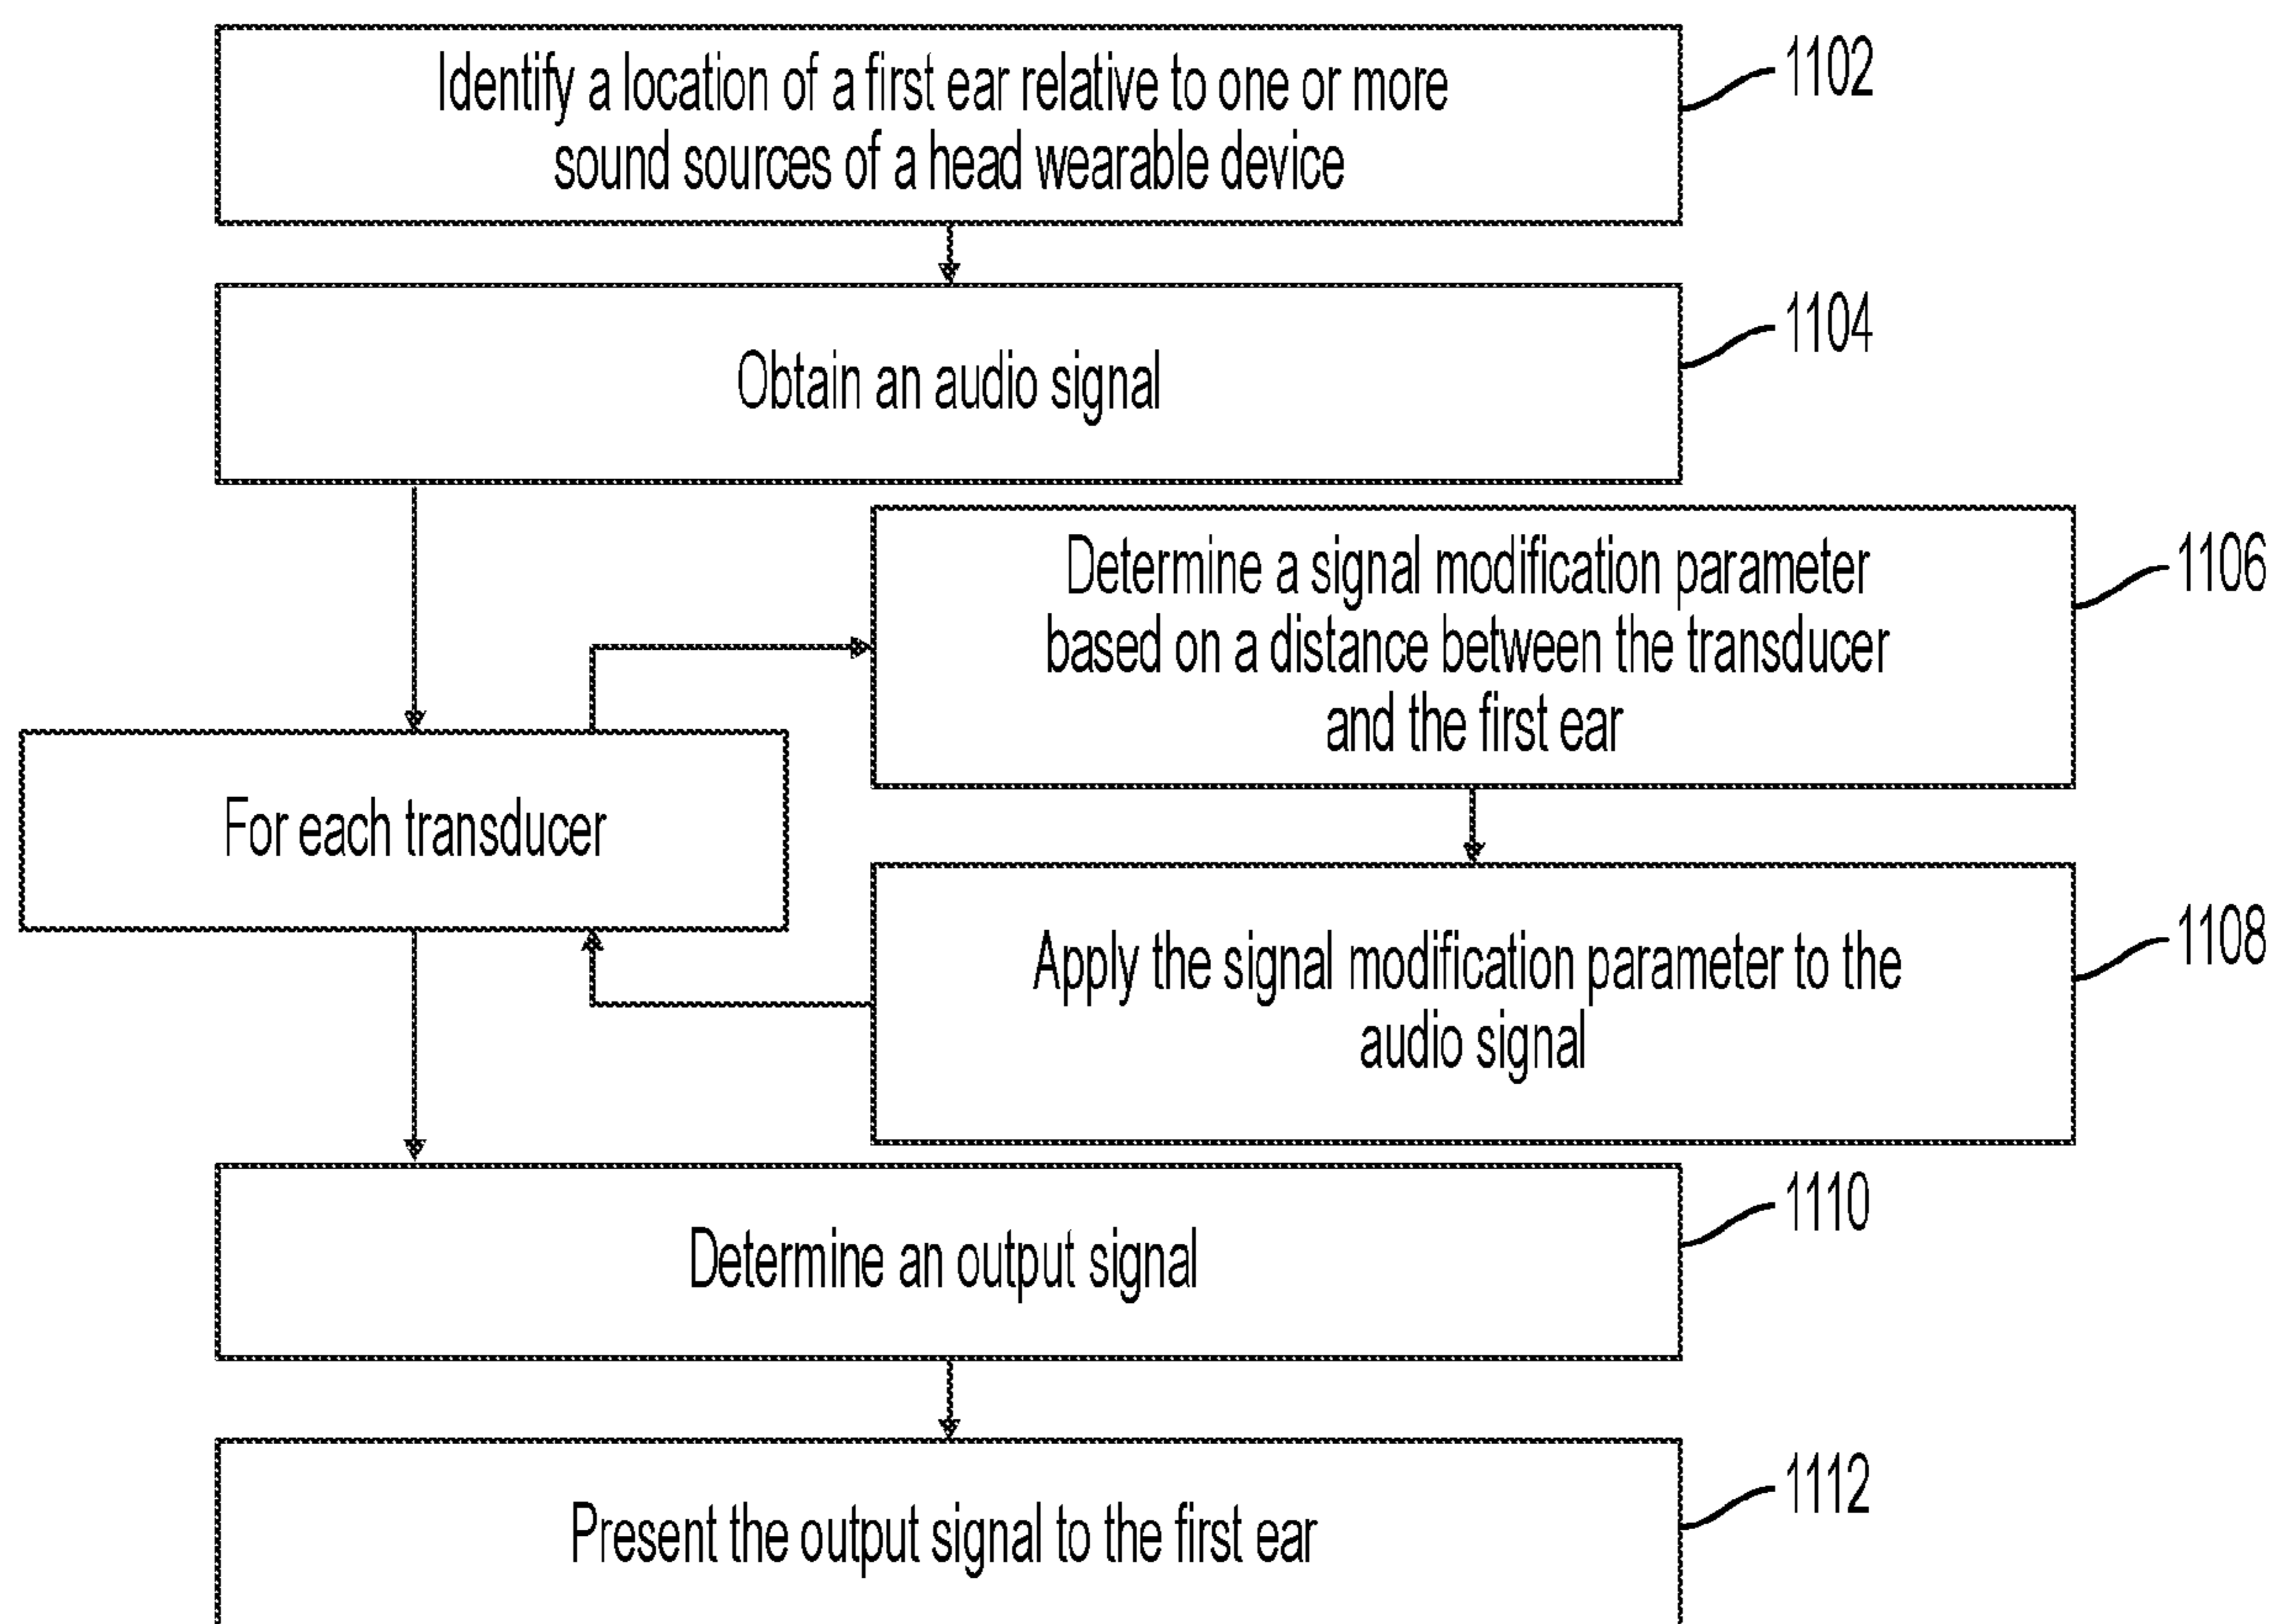 Identify a location of a first ear relative to one or more
sound sources of a head wearable device
1102
Obtain an audio signal
1104
Determine a signal modification parameter
based on a distance between the transducer
and the first ear
1106
For each transducer
Apply the signal modification parameter to the
audio signal
1108
Determine an output signal
1110
Present the output signal to the first ear
1112